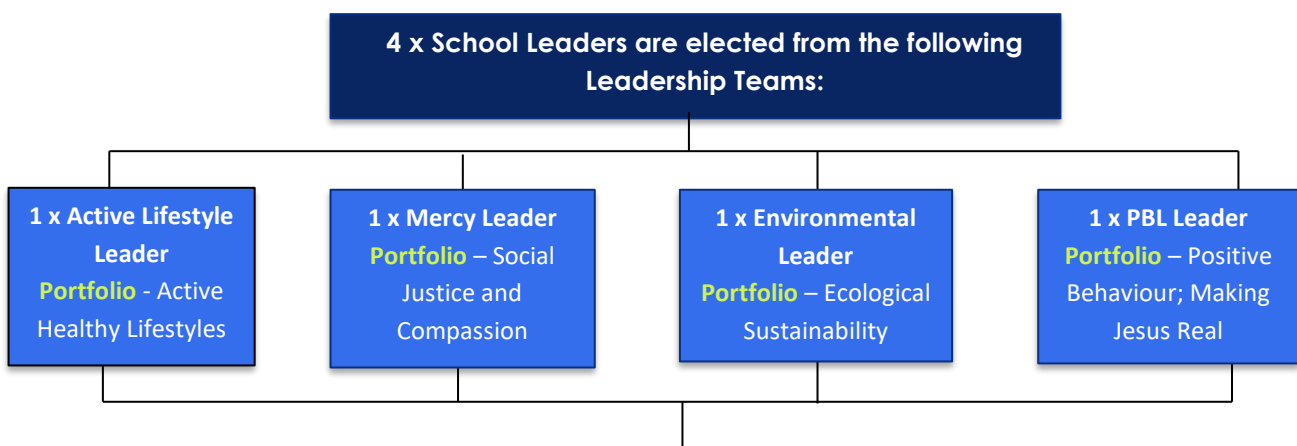 4 x School Leaders are elected from the following
Leadership Teams:
1 x Active Lifestyle
Leader
Portfolio - Active
Healthy Lifestyles
1 x Mercy Leader
Portfolio – Social
Justice and
Compassion
1 x Environmental
Leader
Portfolio – Ecological
Sustainability
1 x PBL Leader
Portfolio – Positive
Behaviour; Making
Jesus Real